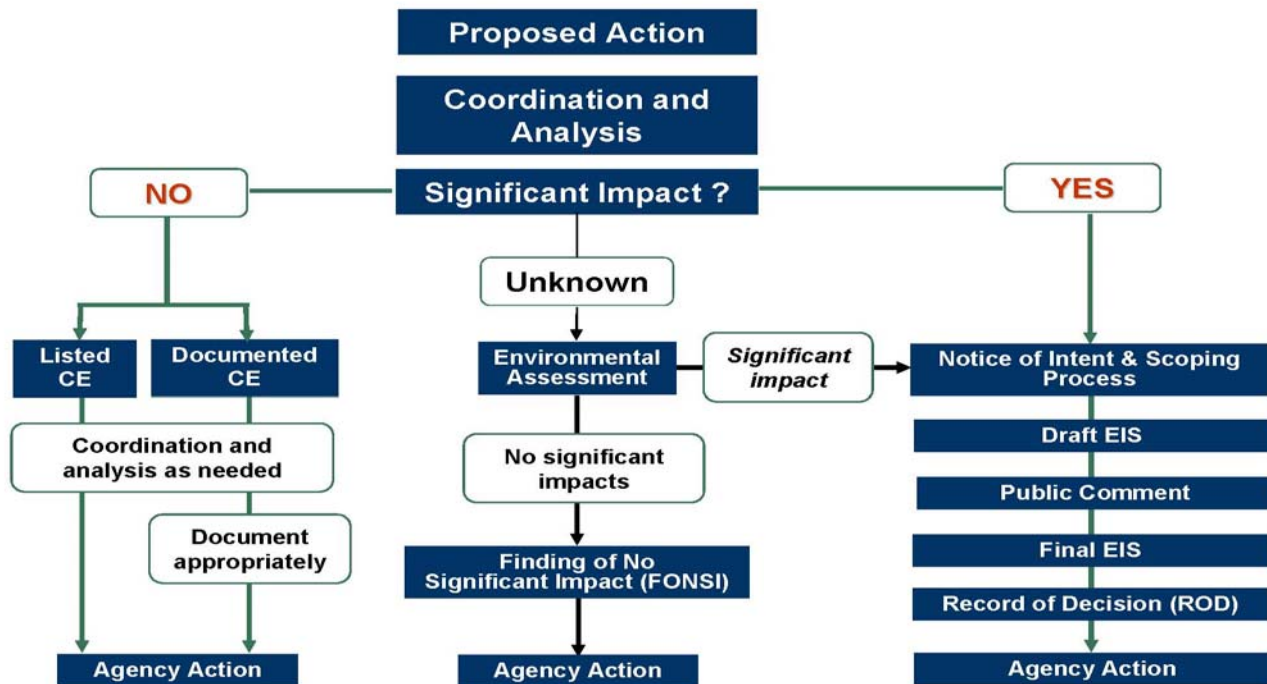 Proposed Action
Coordination and
Analysis
NO
Significant Impact ?
YES
Unknown
Listed
CE
Documented
CE
Environmental
Assessment
Significant
impact
Notice of Intent & Scoping
Process
Coordination and
analysis as needed
No significant
impacts
Draft EIS
Public Comment
Document
appropriately
Finding of No
Significant Impact (FONSI)
Final EIS
Record of Decision (ROD)
Agency Action
Agency Action
Agency Action